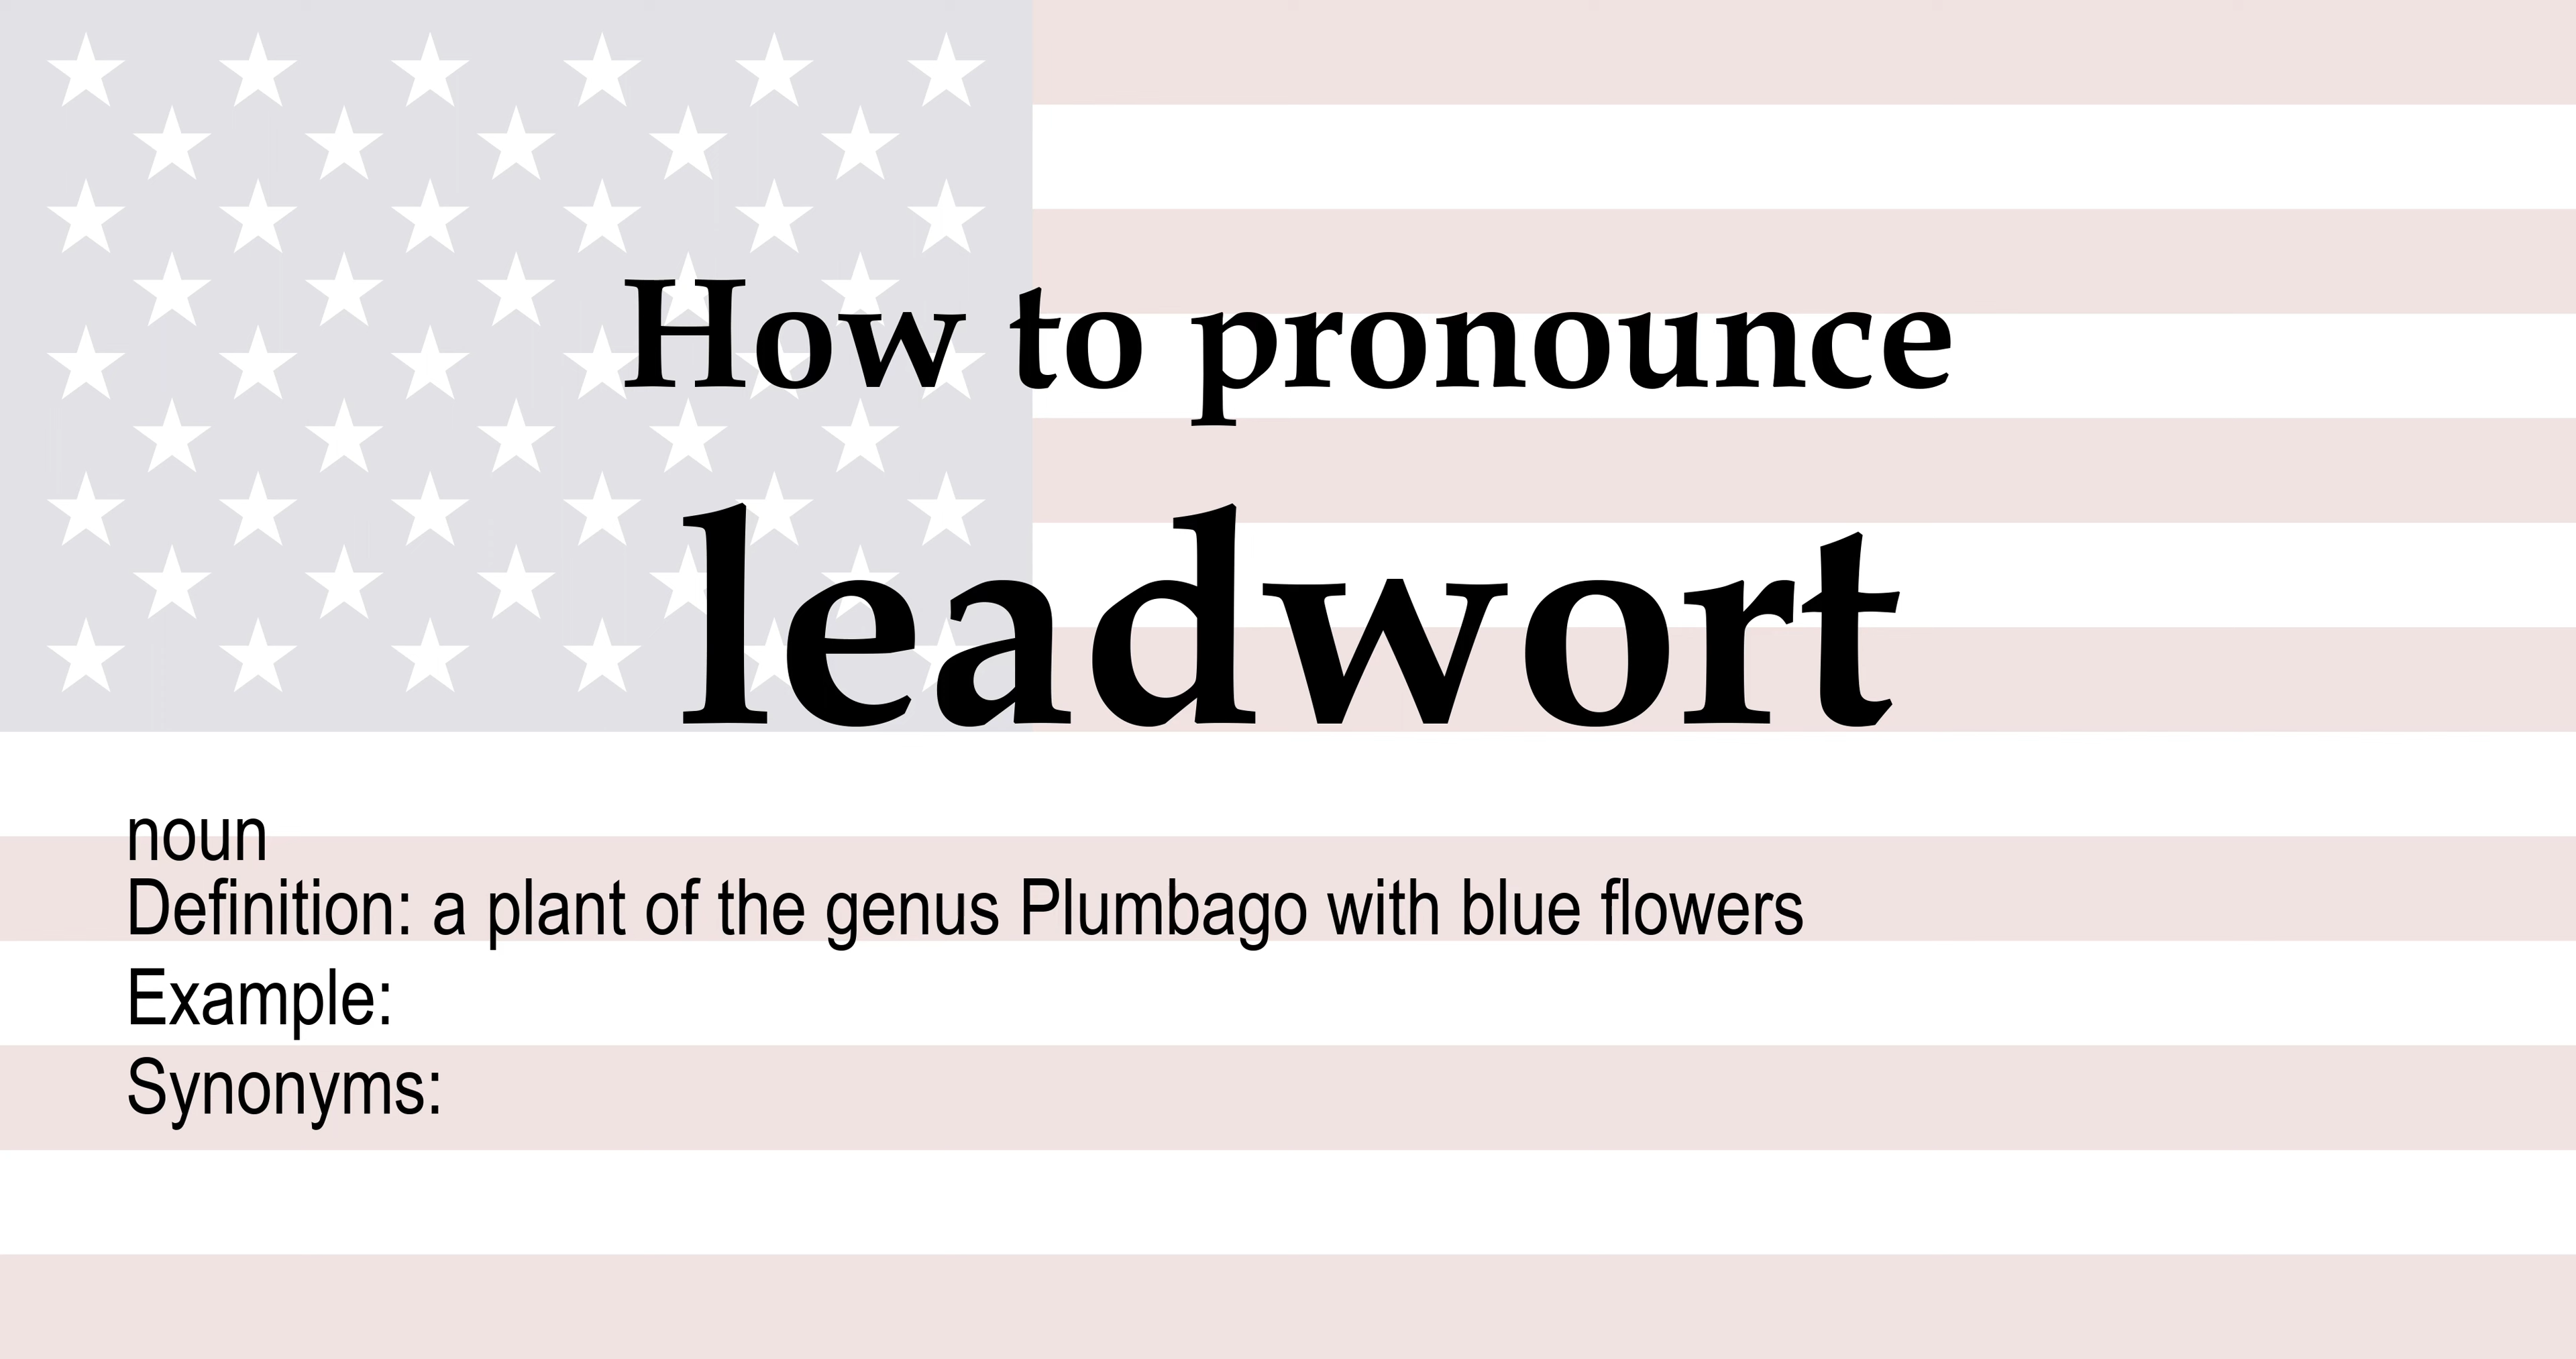 How to pronounce
leadwort
noun
Definition: a plant of the genus Plumbago with blue flowers
Example:
Synonyms: